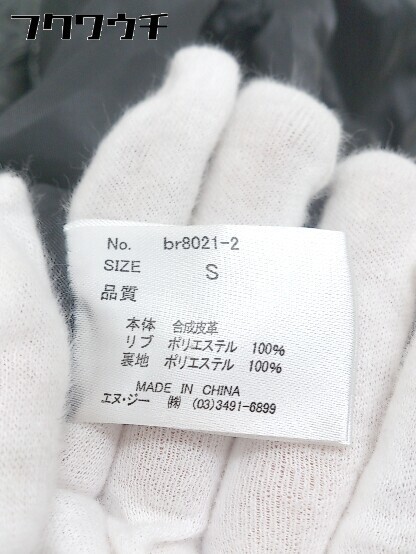 フクワウチ
No. br8021-2
SIZE S
品質
本体 合成皮革
リブ ポリエステル 100%
裏地 ポリエステル 100%
MADE IN CHINA
エヌ・ジー ㈱ (03)3491-6899